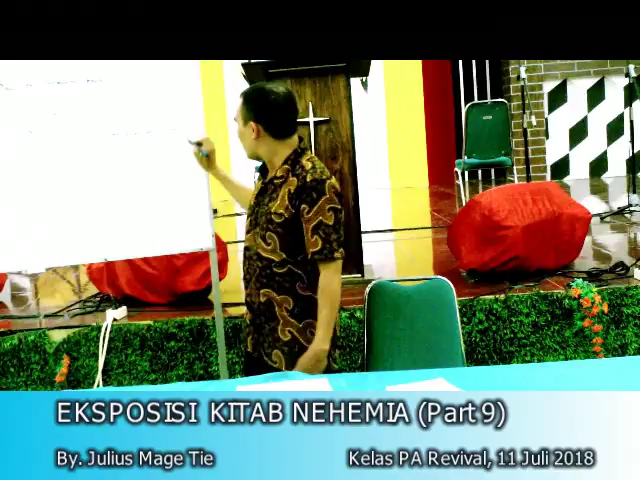 EKSPOSISI KITAB NEHEMIA (Part 9)
By. Julius Mage Tie Kelas PA Revival, 11 Juli 2018